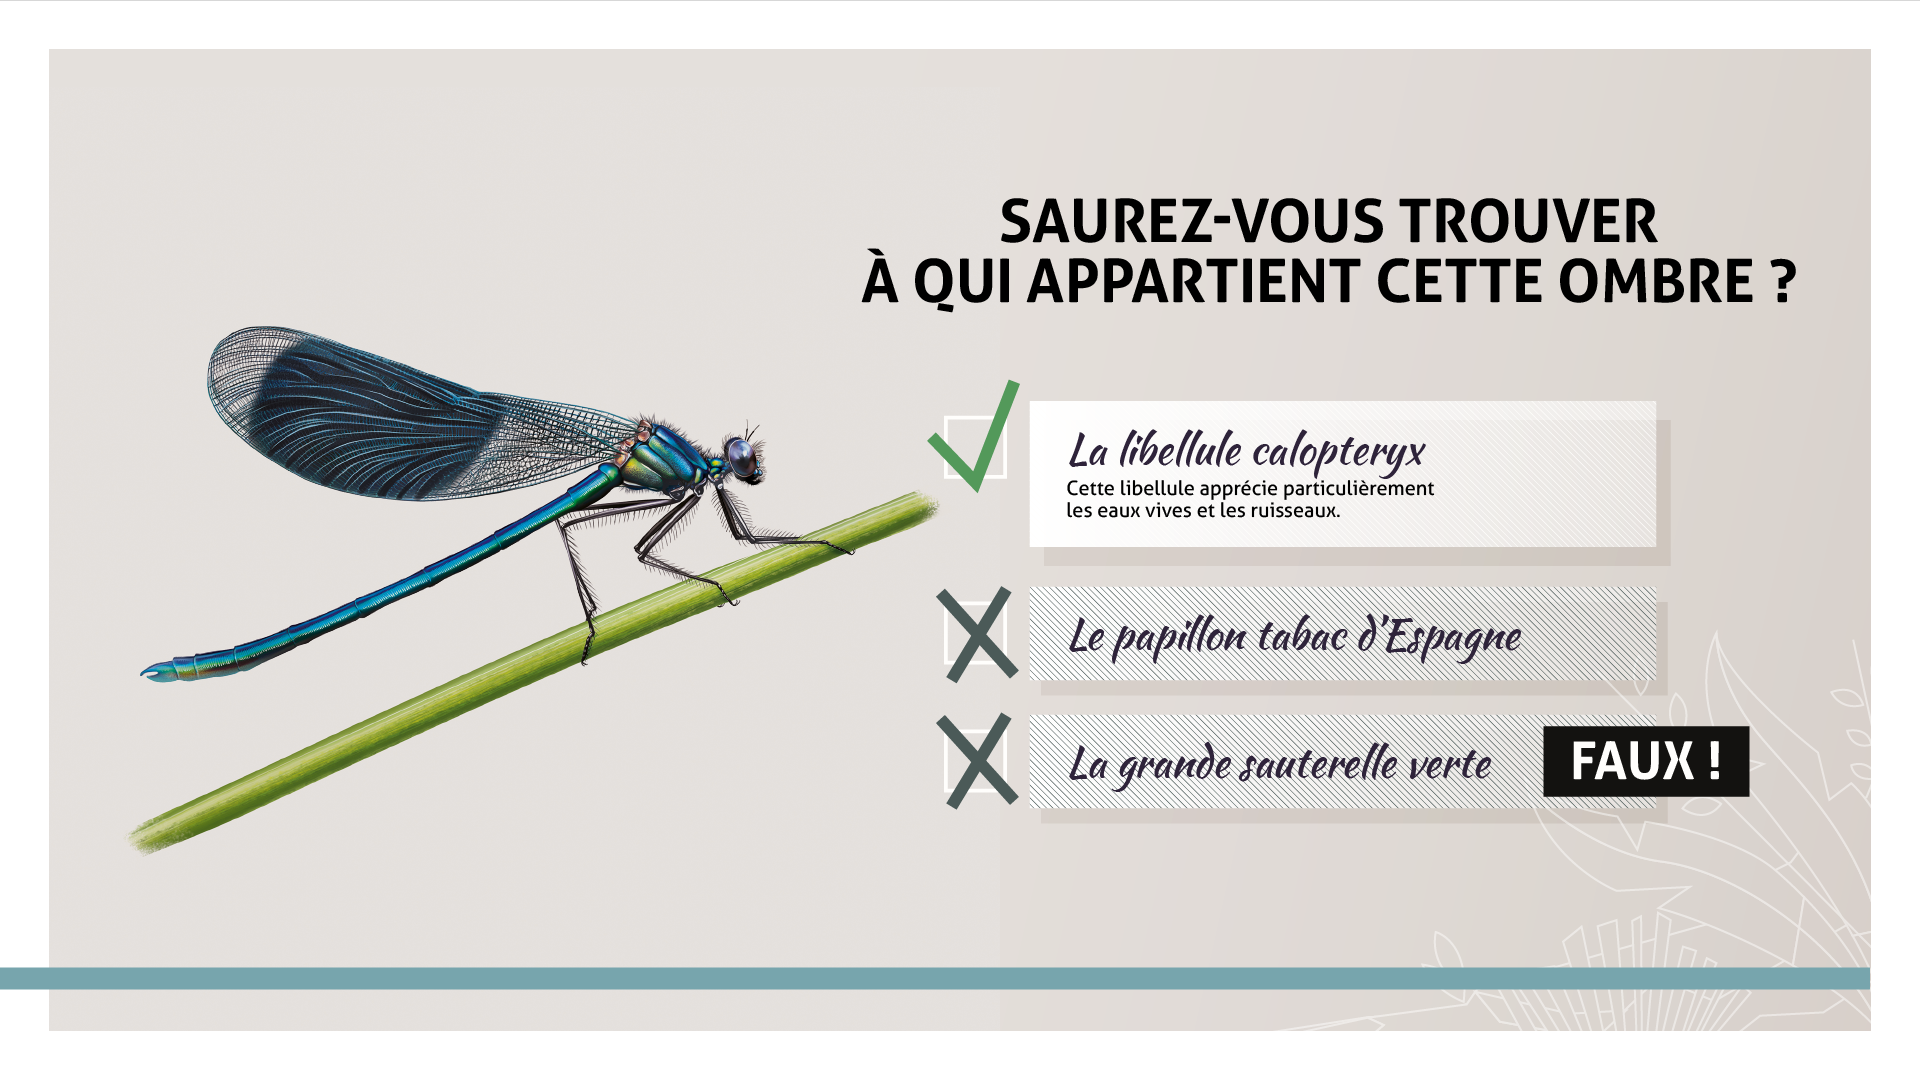 SAUREZ-VOUS TROUVER
À QUI APPARTIENT CETTE OMBRE ?
La libellule calopteryx
Cette libellule apprécie particulièrement
les eaux vives et les ruisseaux.
Le papillon tabac d'Espagne
La grande sauterelle verte
FAUX !